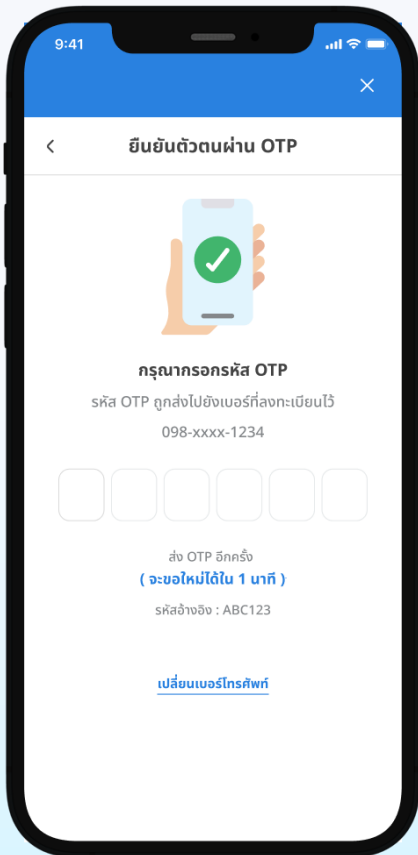 9:41
ยืนยันตัวตนผ่าน OTP
กรุณากรอกรหัส OTP
รหัส OTP ถูกส่งไปยังเบอร์ที่ลงทะเบียนไว้
098-xxxx-1234
ส่ง OTP อีกครั้ง
( จะขอใหม่ได้ใน 1 นาที )
รหัสอ้างอิง : ABC123
เปลี่ยนเบอร์โทรศัพท์